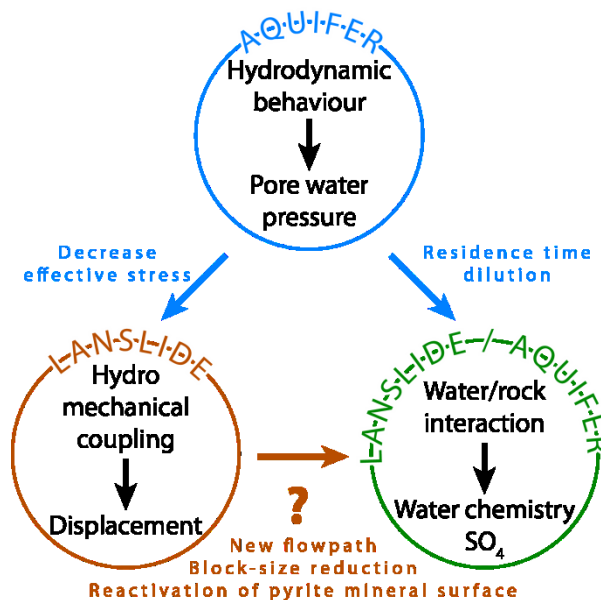 A-Q-U-I-F-E-R
Hydrodynamic
behaviour
Pore water
pressure
Decrease
effective stress
Residence time
dilution
L-A-N-S-L-I-D-E
Hydro
mechanical
coupling
Displacement
L-A-N-S-L-I-D-E-/-A-Q-U-I-F-E-R
Water/rock
interaction
Water chemistry
SO₄
?
New flowpath
Block-size reduction
Reactivation of pyrite mineral surface